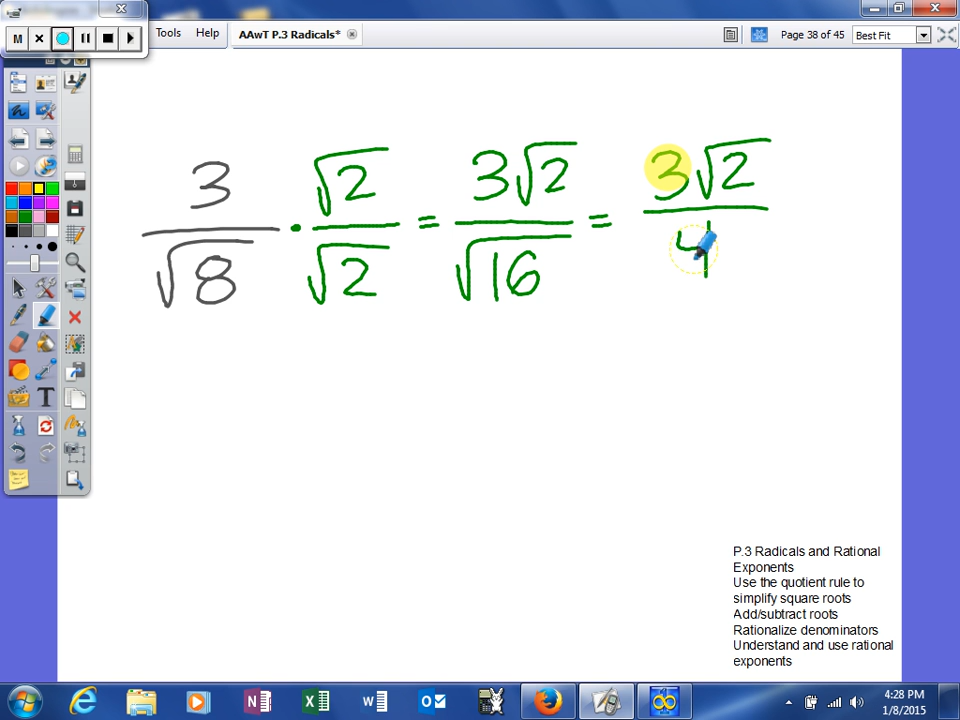 M
Tools Help AAwT P.3 Radicals* Page 38 of 45 Best Fit
3/√8 · √2/√2 = 3√2/√16 = 3√2/4
P.3 Radicals and Rational
Exponents
Use the quotient rule to
simplify square roots
Add/subtract roots
Rationalize denominators
Understand and use rational
exponents
4:28 PM
1/8/2015